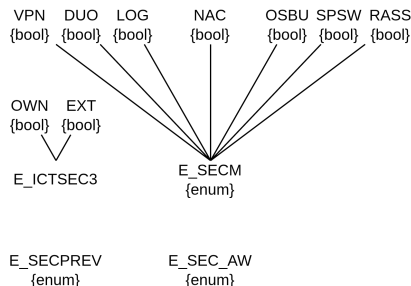 VPN DUO LOG NAC OSBU SPSW RASS
{bool} {bool} {bool} {bool} {bool} {bool} {bool}
OWN EXT
{bool} {bool}
E_ICTSEC3
E_SECM
{enum}
E_SECPREV E_SEC_AW
{enum} {enum}